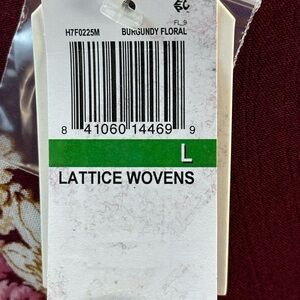 FL_9
H7F0225M BURGUNDY FLORAL
8 41060 14469 9
L
LATTICE WOVENS